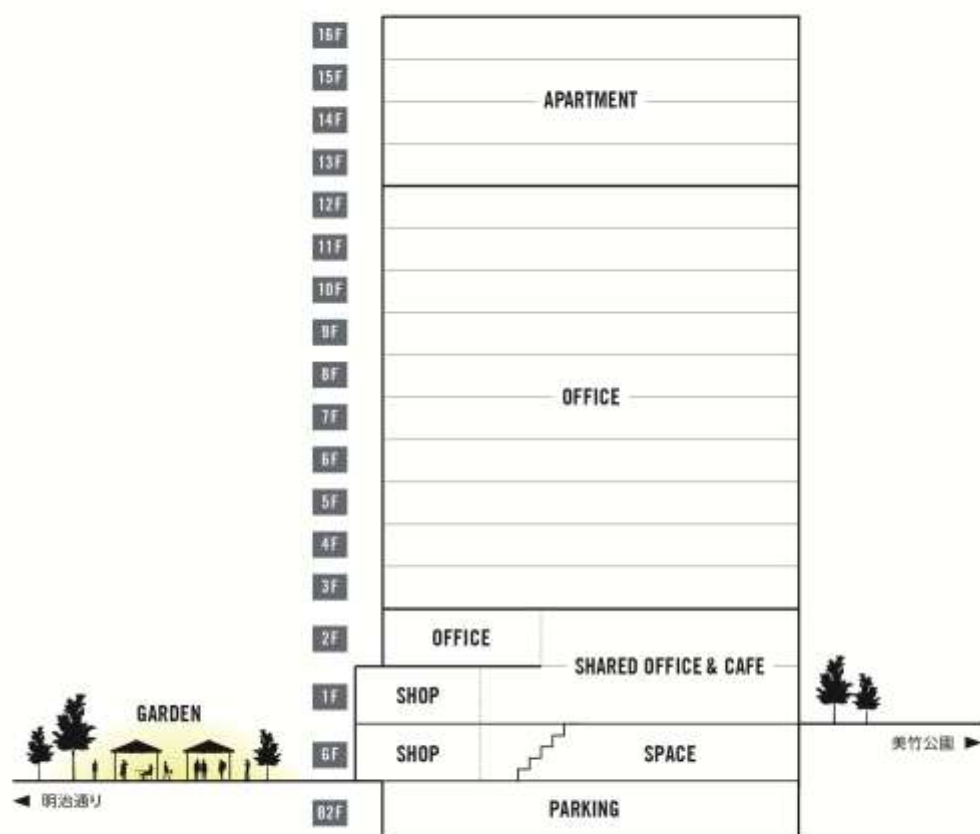 16F
15F
APARTMENT
14F
13F
12F
11F
10F
9F
8F
OFFICE
7F
6F
5F
4F
3F
2F
OFFICE
SHARED OFFICE & CAFE
1F
SHOP
GARDEN
GF
SHOP
SPACE
美竹公園 ▶
◀ 明治通り
B2F
PARKING